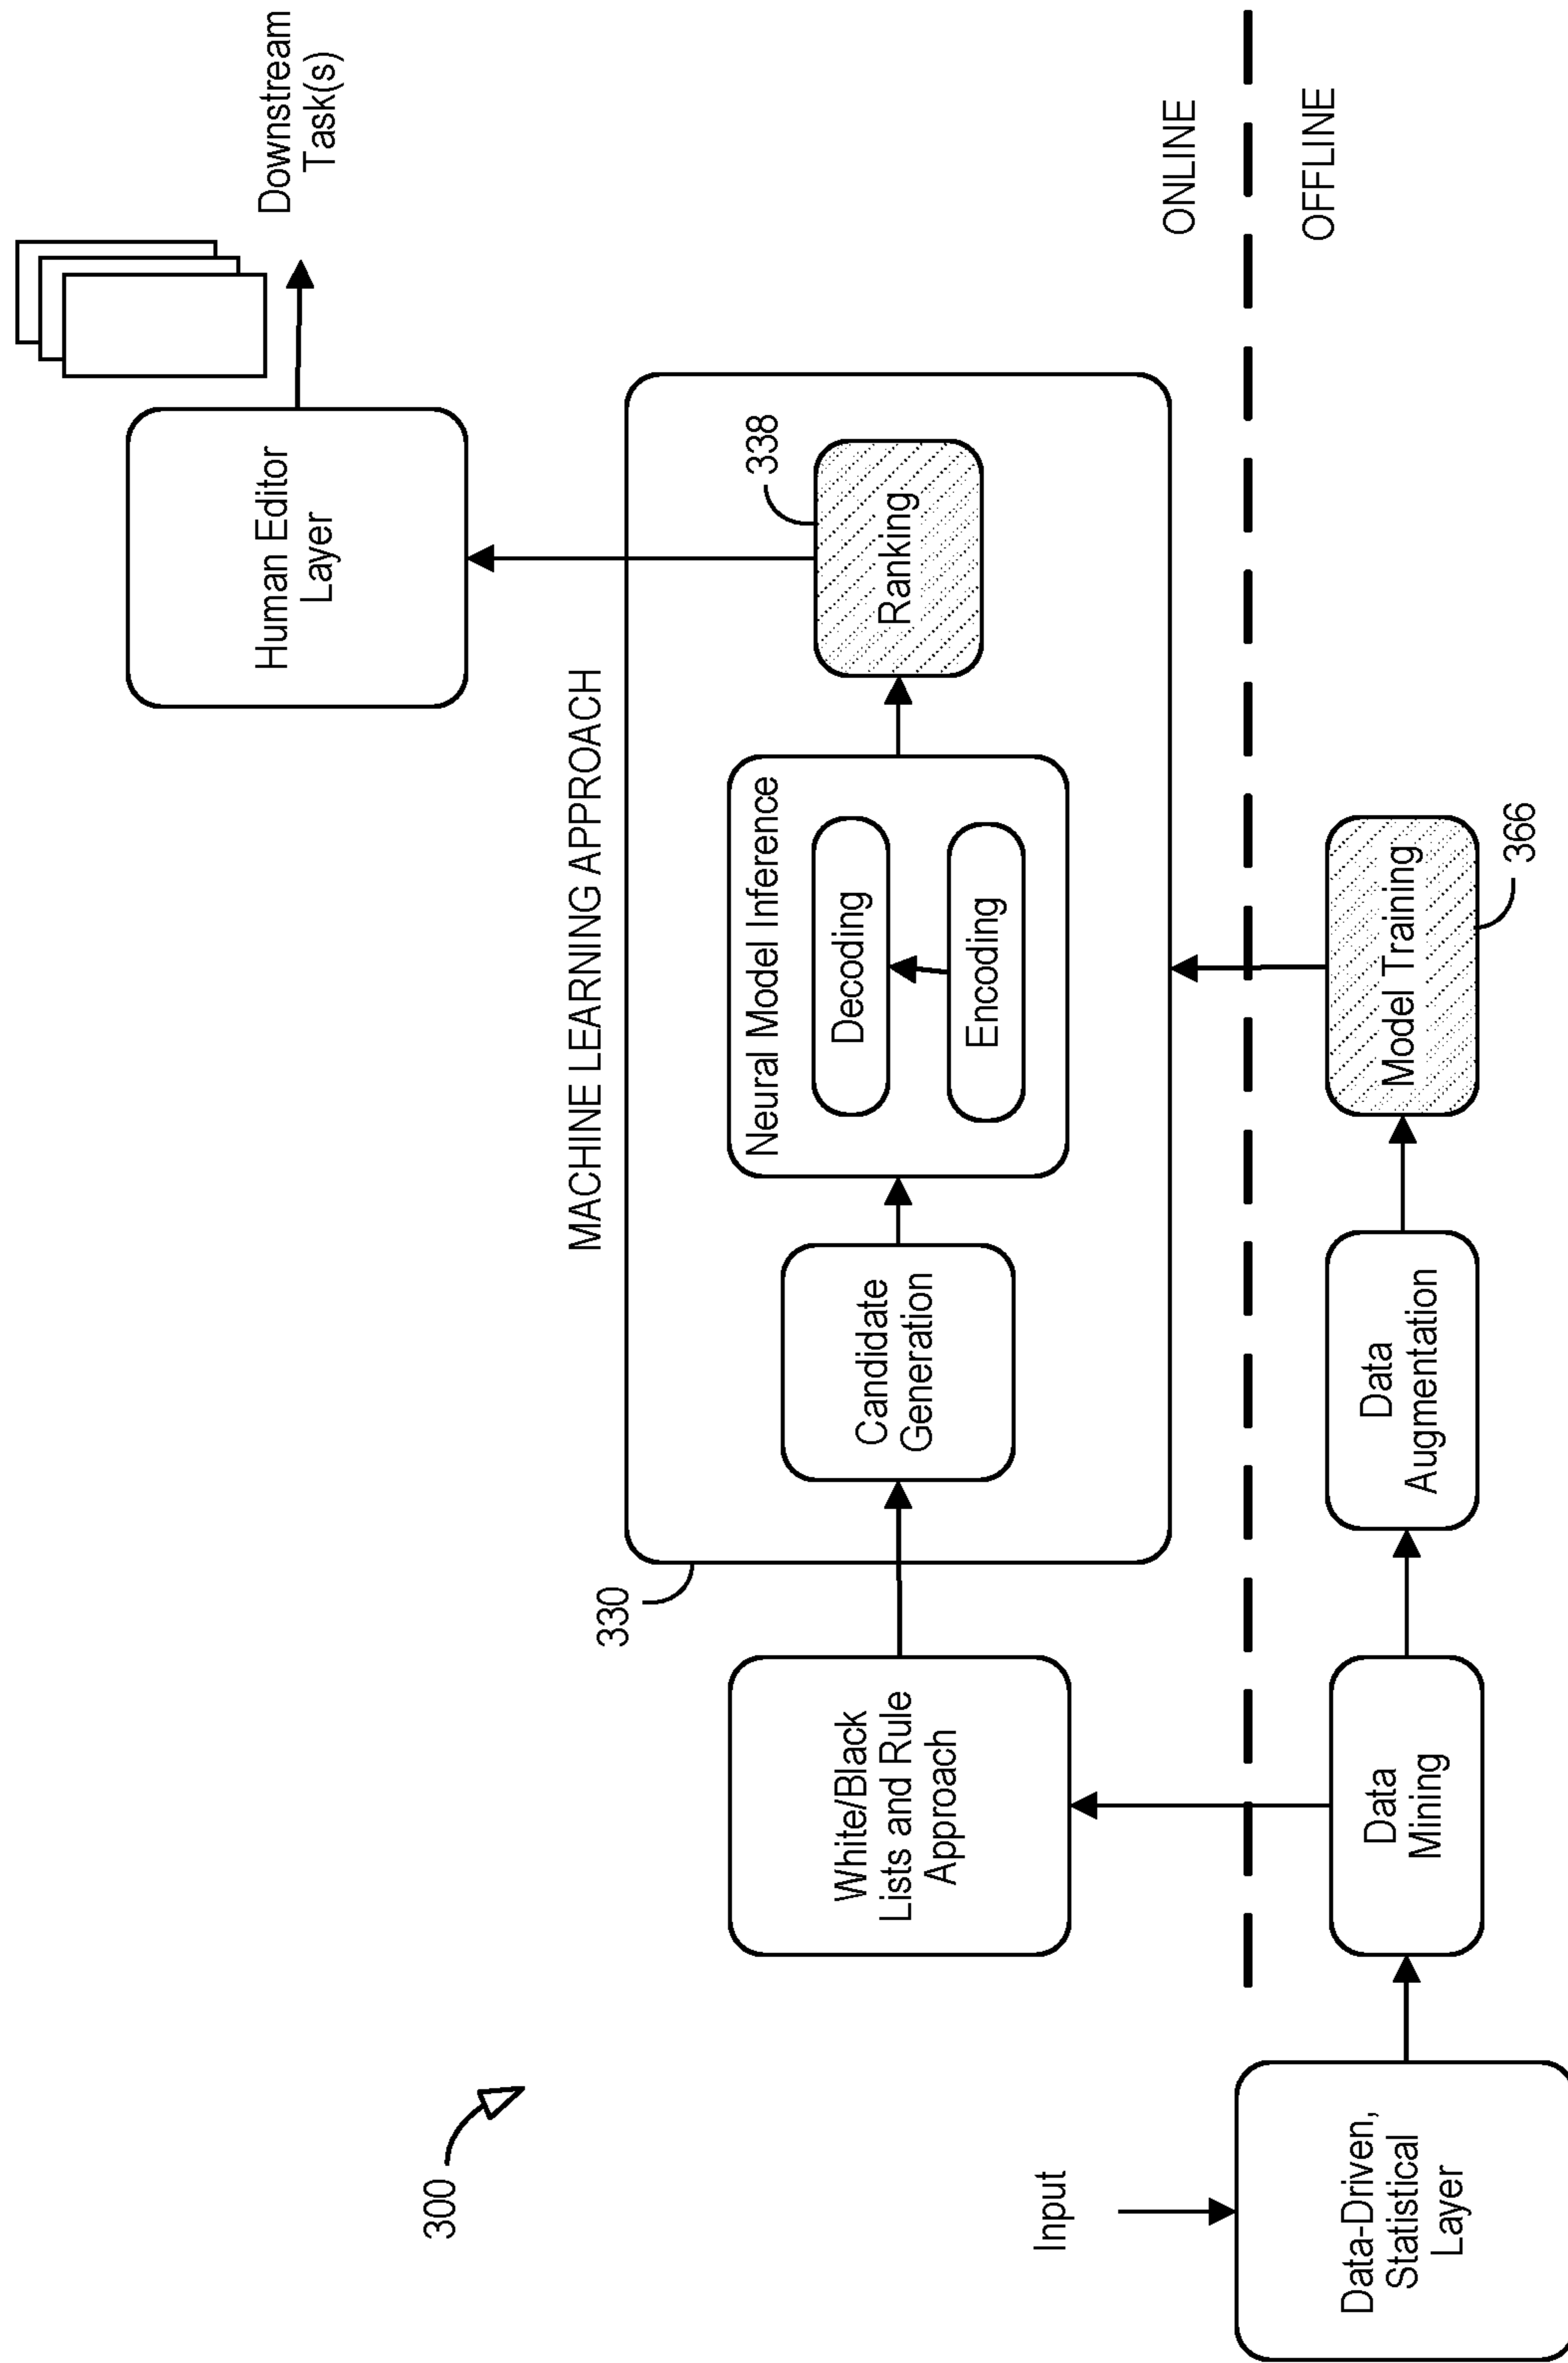 300
Input
Data-Driven,
Statistical
Layer
Data
Mining
Data
Augmentation
Model Training
366
White/Black
Lists and Rule
Approach
330
MACHINE LEARNING APPROACH
Candidate
Generation
Neural Model Inference
Decoding
Encoding
Ranking
338
Human Editor
Layer
Downstream
Task(s)
ONLINE
OFFLINE